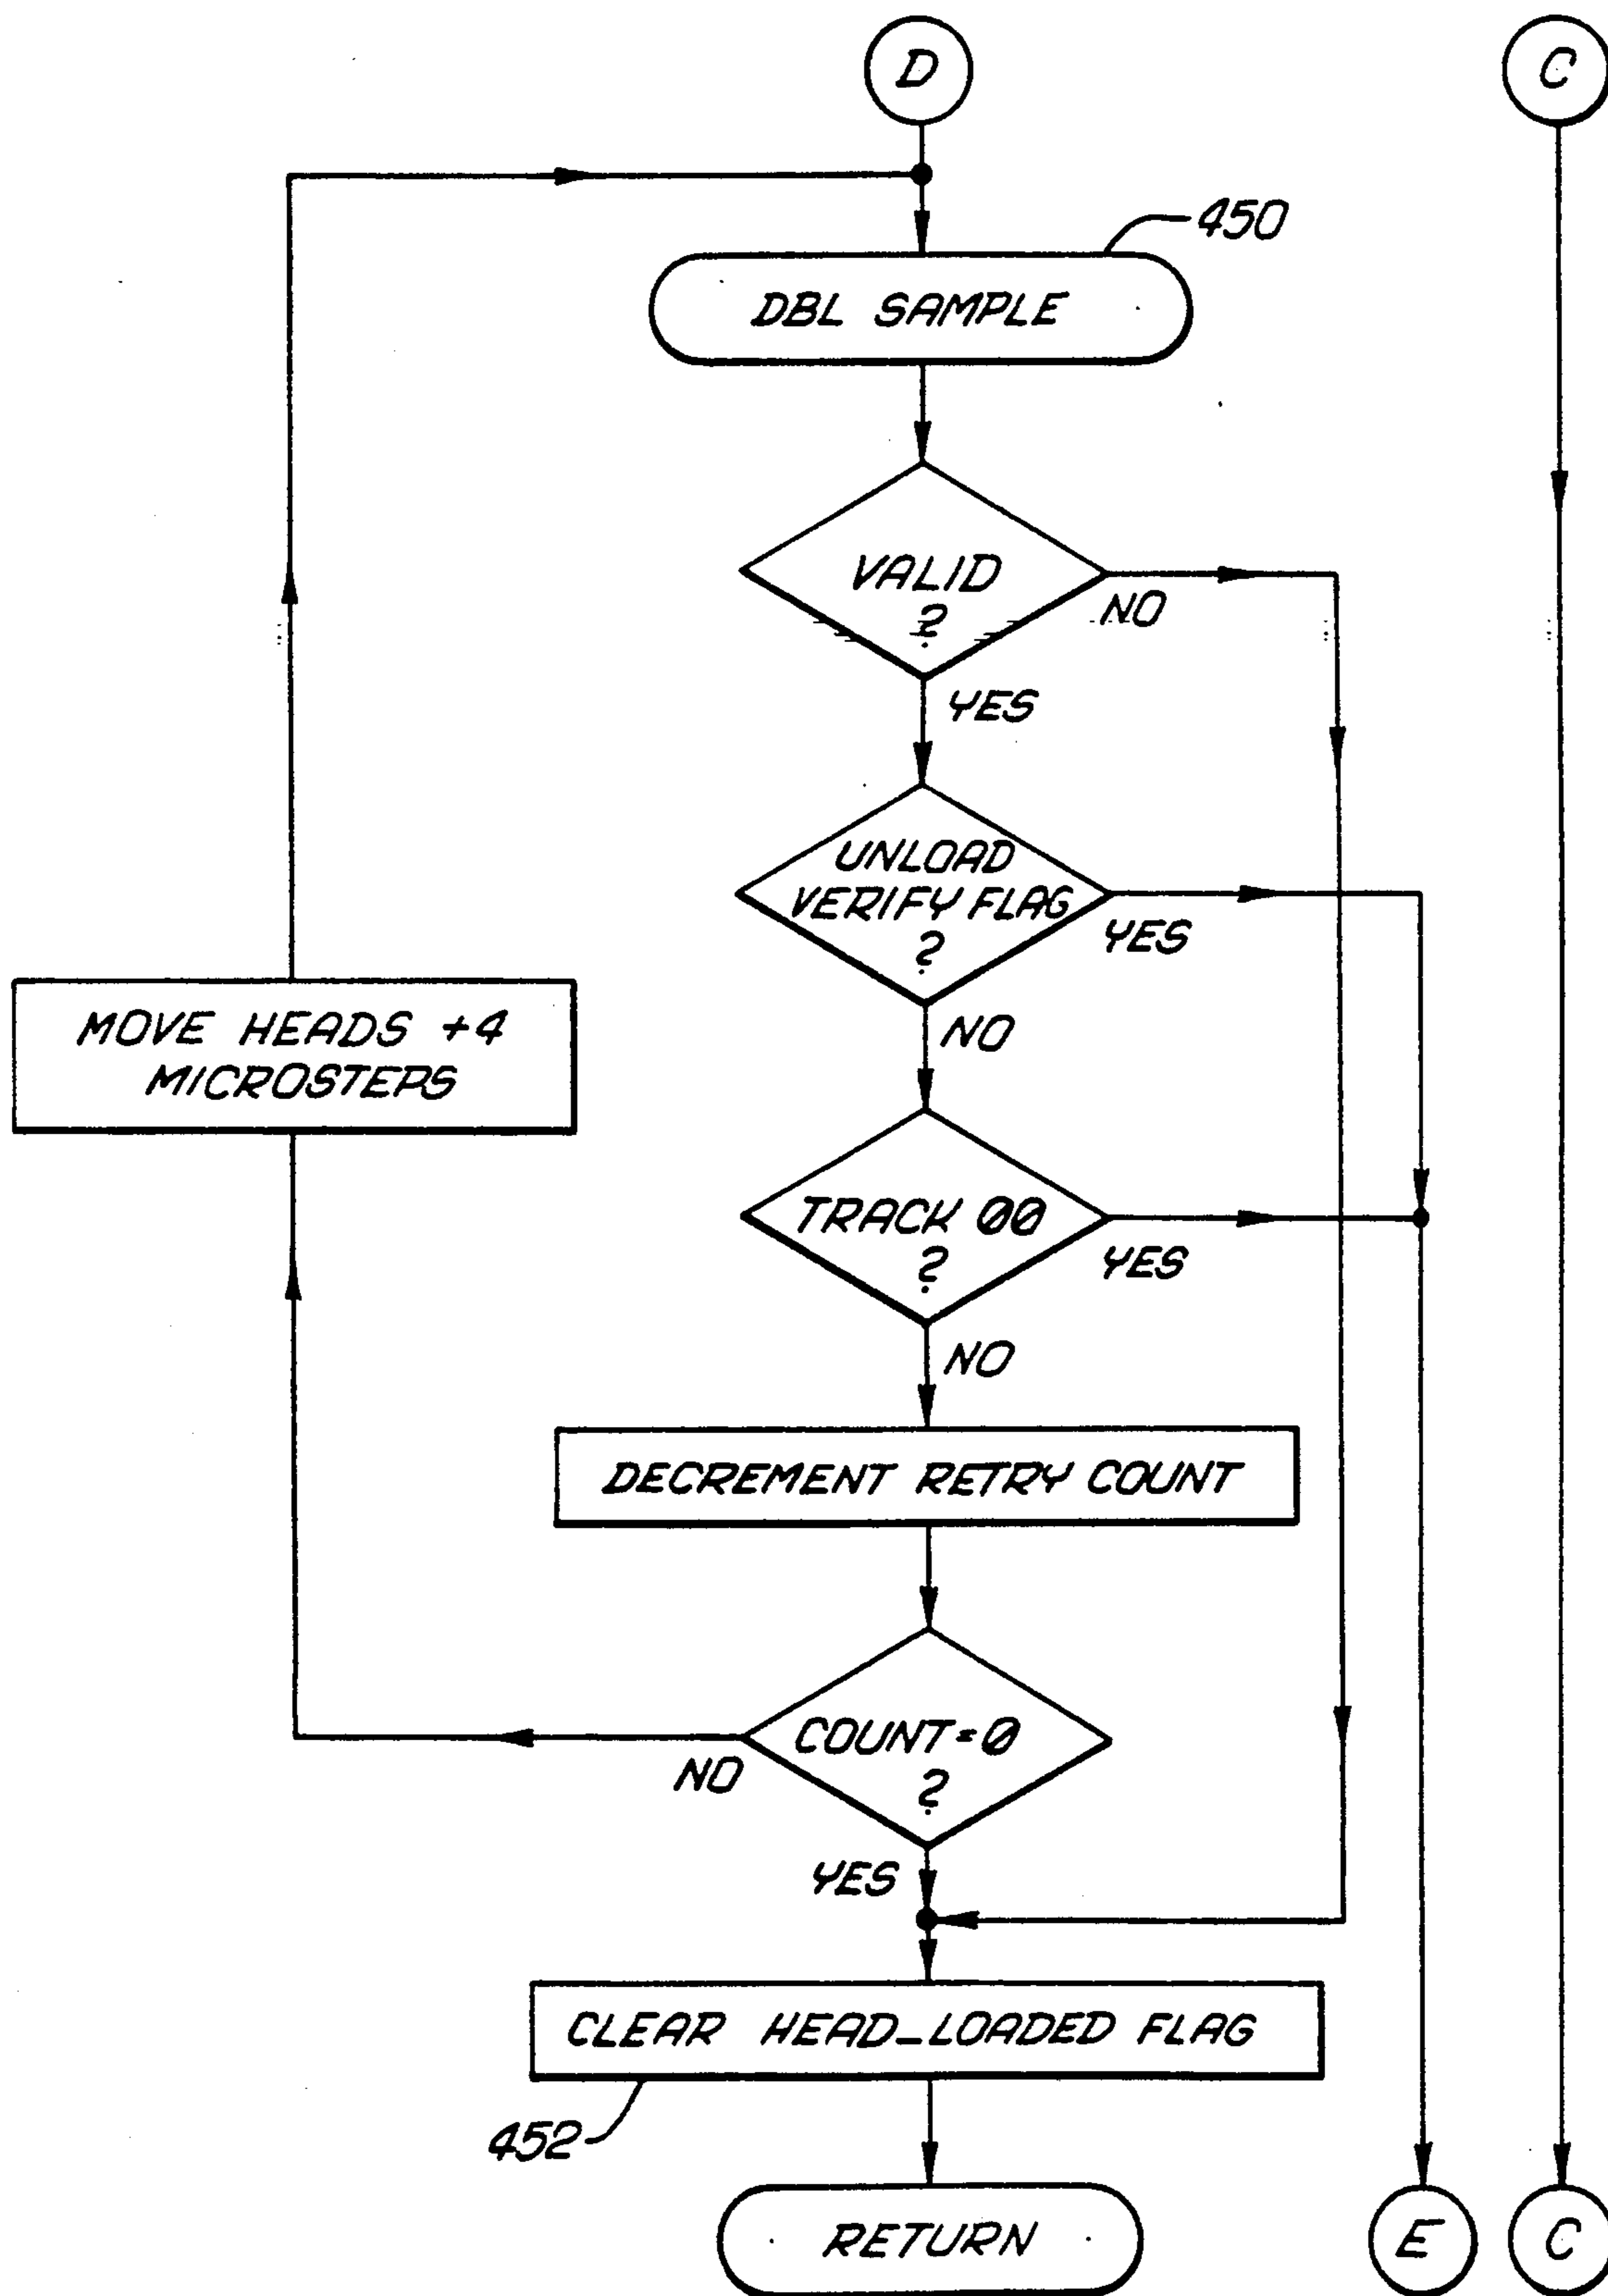 D
C
450
DBL SAMPLE
VALID
?
NO
YES
UNLOAD
VERIFY FLAG
?
YES
NO
MOVE HEADS +4
MICROSTEPS
TRACK 00
?
YES
NO
DECREMENT RETRY COUNT
COUNT=0
?
NO
YES
CLEAR HEAD_LOADED FLAG
452
RETURN
E
C